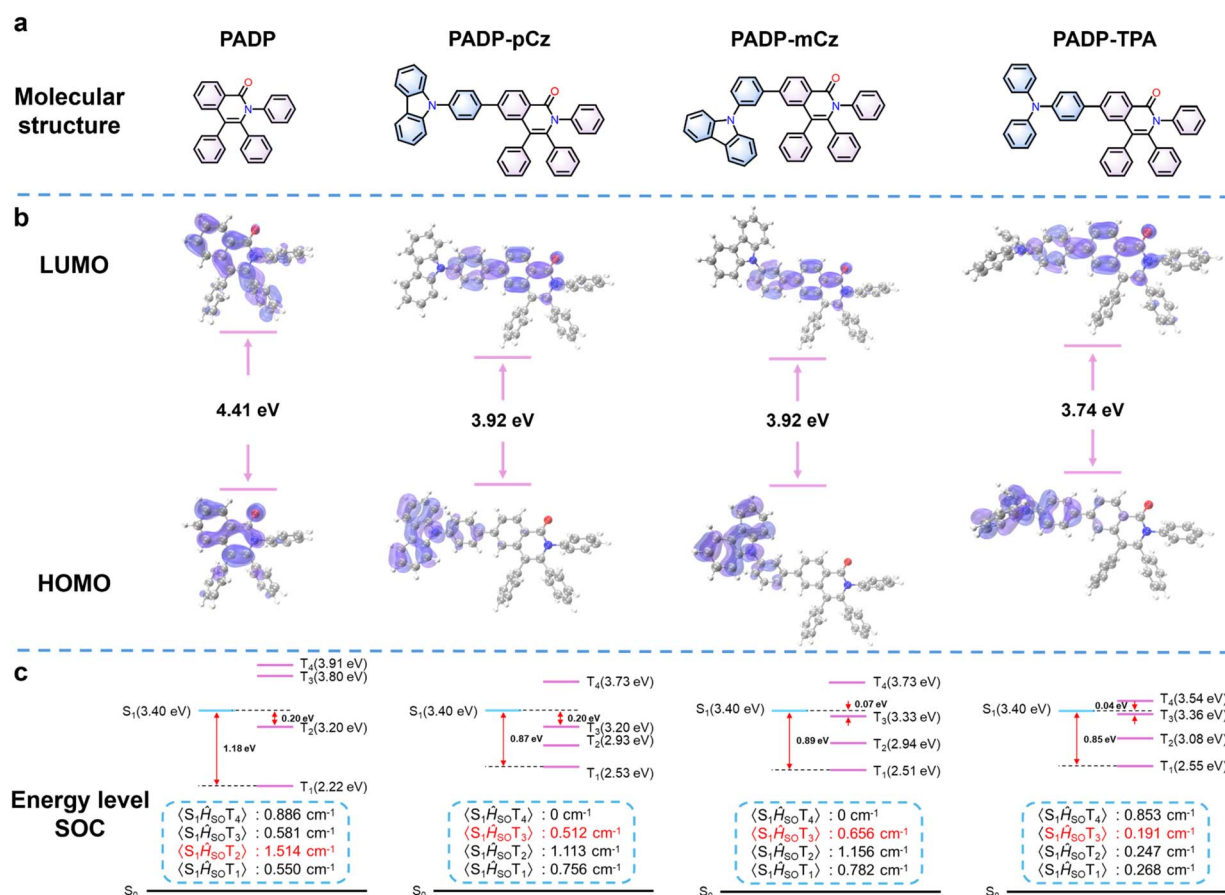 a
PADP PADP-pCz PADP-mCz PADP-TPA
Molecular
structure
O N
N O N
N O N
N O N
b
LUMO
4.41 eV 3.92 eV 3.92 eV 3.74 eV
HOMO
c
Energy level
SOC
T₄(3.91 eV)
T₃(3.80 eV)
S₁(3.40 eV)
0.20 eV
T₂(3.20 eV)
1.18 eV
T₁(2.22 eV)
⟨S₁ĤSOT₄⟩ : 0.886 cm⁻¹
⟨S₁ĤSOT₃⟩ : 0.581 cm⁻¹
⟨S₁ĤSOT₂⟩ : 1.514 cm⁻¹
⟨S₁ĤSOT₁⟩ : 0.550 cm⁻¹
S₀
T₄(3.73 eV)
S₁(3.40 eV)
0.20 eV
T₃(3.20 eV)
0.87 eV
T₂(2.93 eV)
T₁(2.53 eV)
⟨S₁ĤSOT₄⟩ : 0 cm⁻¹
⟨S₁ĤSOT₃⟩ : 0.512 cm⁻¹
⟨S₁ĤSOT₂⟩ : 1.113 cm⁻¹
⟨S₁ĤSOT₁⟩ : 0.756 cm⁻¹
T₄(3.73 eV)
S₁(3.40 eV)
0.07 eV
T₃(3.33 eV)
0.89 eV
T₂(2.94 eV)
T₁(2.51 eV)
⟨S₁ĤSOT₄⟩ : 0 cm⁻¹
⟨S₁ĤSOT₃⟩ : 0.656 cm⁻¹
⟨S₁ĤSOT₂⟩ : 1.156 cm⁻¹
⟨S₁ĤSOT₁⟩ : 0.782 cm⁻¹
T₄(3.54 eV)
S₁(3.40 eV)
0.04 eV
T₃(3.36 eV)
0.85 eV
T₂(3.08 eV)
T₁(2.55 eV)
⟨S₁ĤSOT₄⟩ : 0.853 cm⁻¹
⟨S₁ĤSOT₃⟩ : 0.191 cm⁻¹
⟨S₁ĤSOT₂⟩ : 0.247 cm⁻¹
⟨S₁ĤSOT₁⟩ : 0.268 cm⁻¹